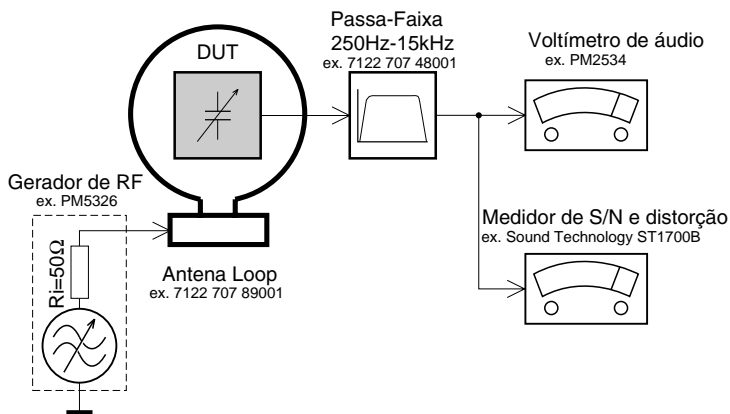 Passa-Faixa
250Hz-15kHz
ex. 7122 707 48001
DUT
Voltímetro de áudio
ex. PM2534
Gerador de RF
ex. PM5326
Ri=50Ω
Antena Loop
ex. 7122 707 89001
Medidor de S/N e distorção
ex. Sound Technology ST1700B